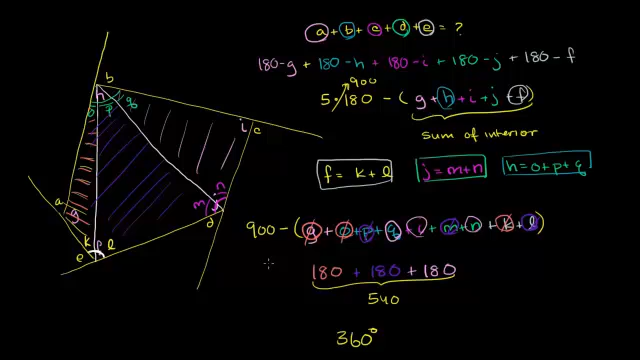 a + b + c + d + e = ?
180-g + 180-h + 180-i + 180-j + 180-f
900
5 · 180 - ( g + h + i + j + f )
sum of interior
f = k + l
j = m+n
h = o+p+q
900 - ( g + o + p + q + i + m + n + k + l )
180 + 180 + 180
540
360°
b
h
o
p
q
i
c
a
g
n
m
j
d
k
f
l
e